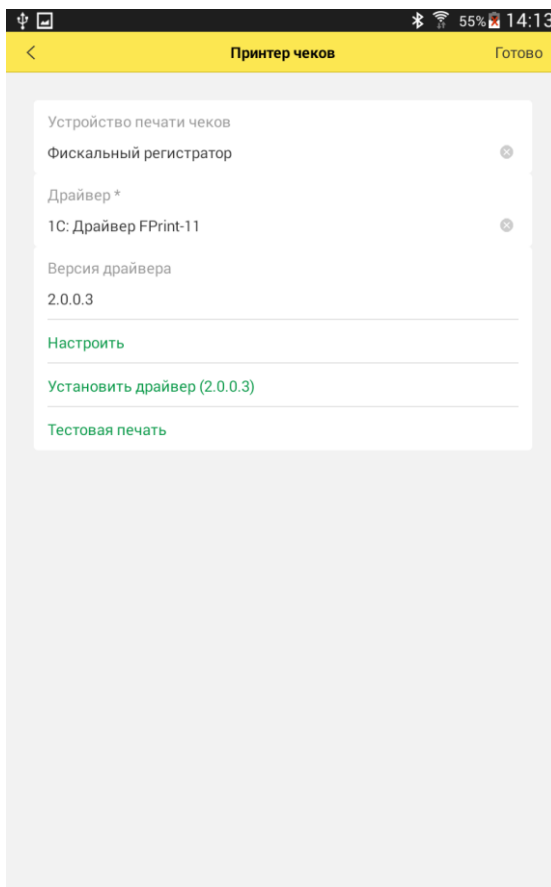 55% 14:13
Принтер чеков Готово
Устройство печати чеков
Фискальный регистратор
Драйвер *
1С: Драйвер FPrint-11
Версия драйвера
2.0.0.3
Настроить
Установить драйвер (2.0.0.3)
Тестовая печать